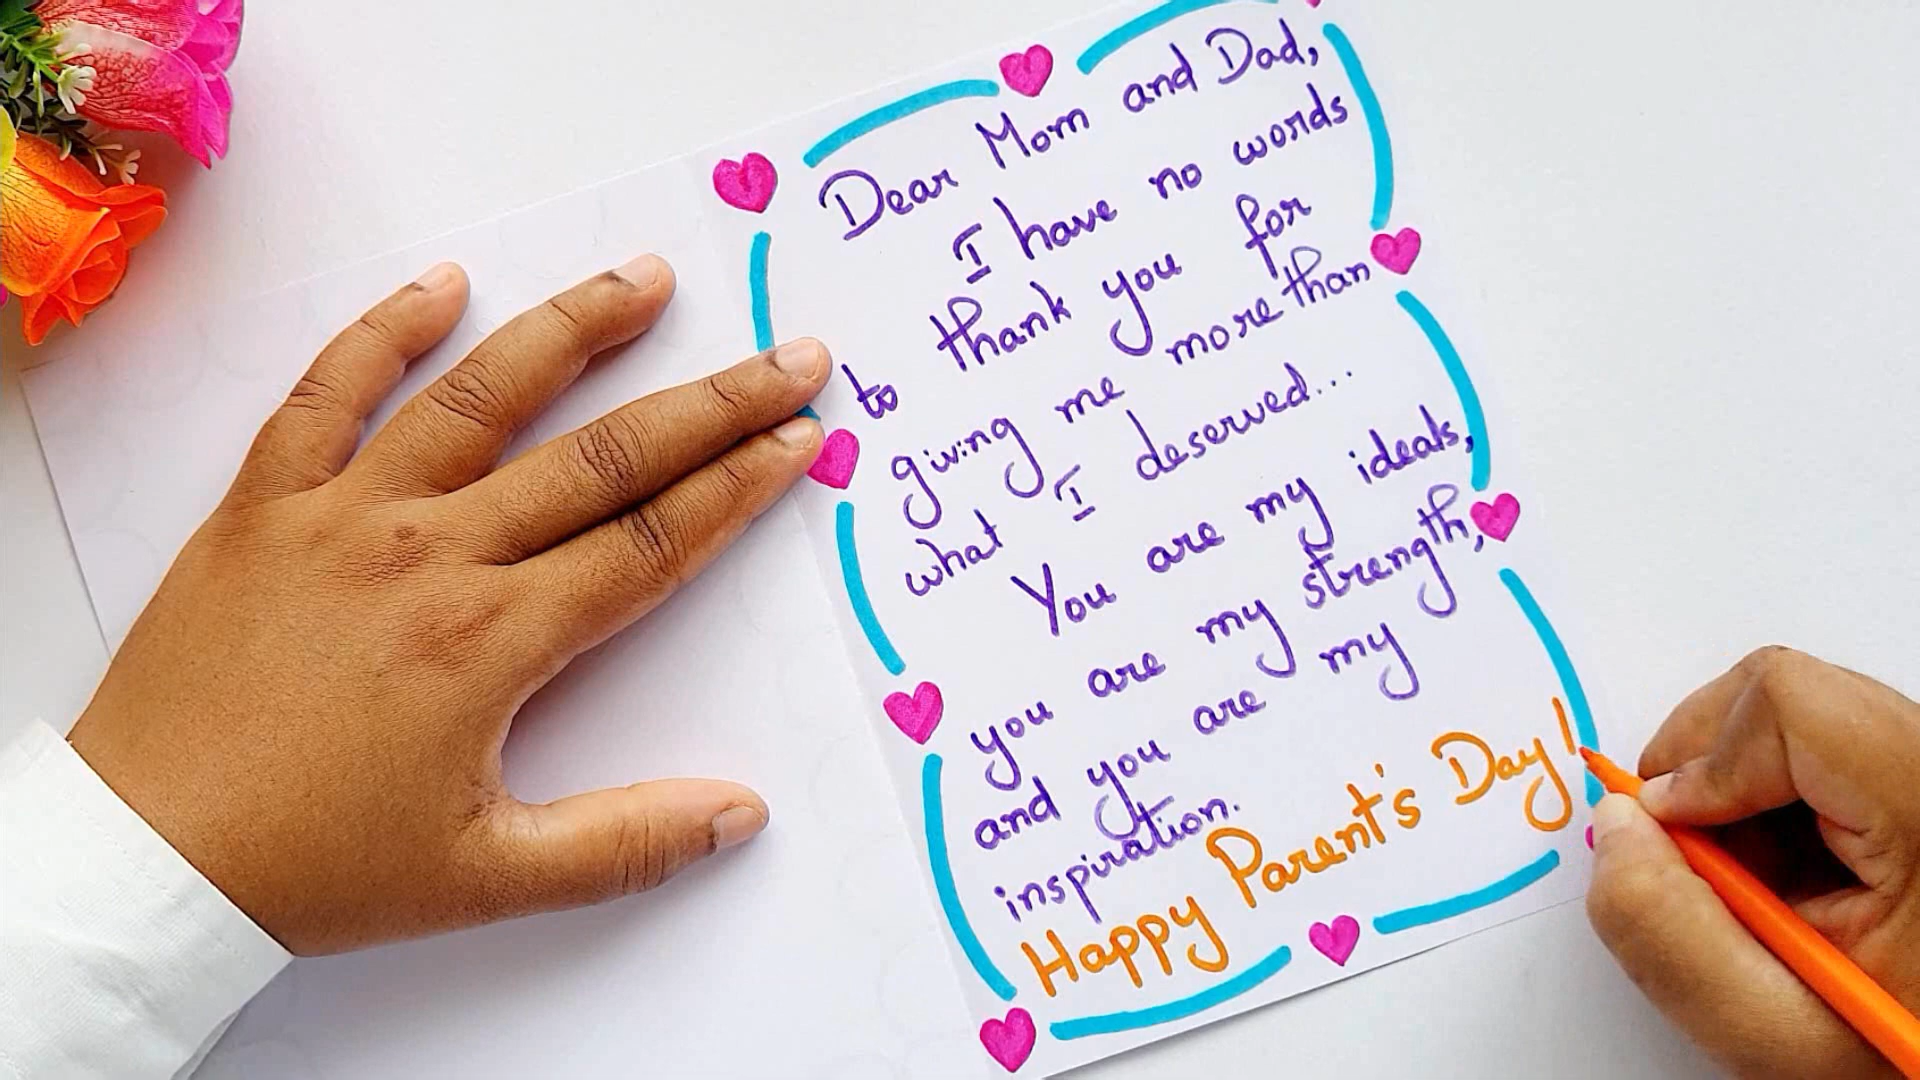 Dear Mom and Dad,
I have no words
to thank you for
giving me more than
what I deserved...
You are my ideals,
you are my strength,
and you are my
inspiration.
Happy Parent's Day!